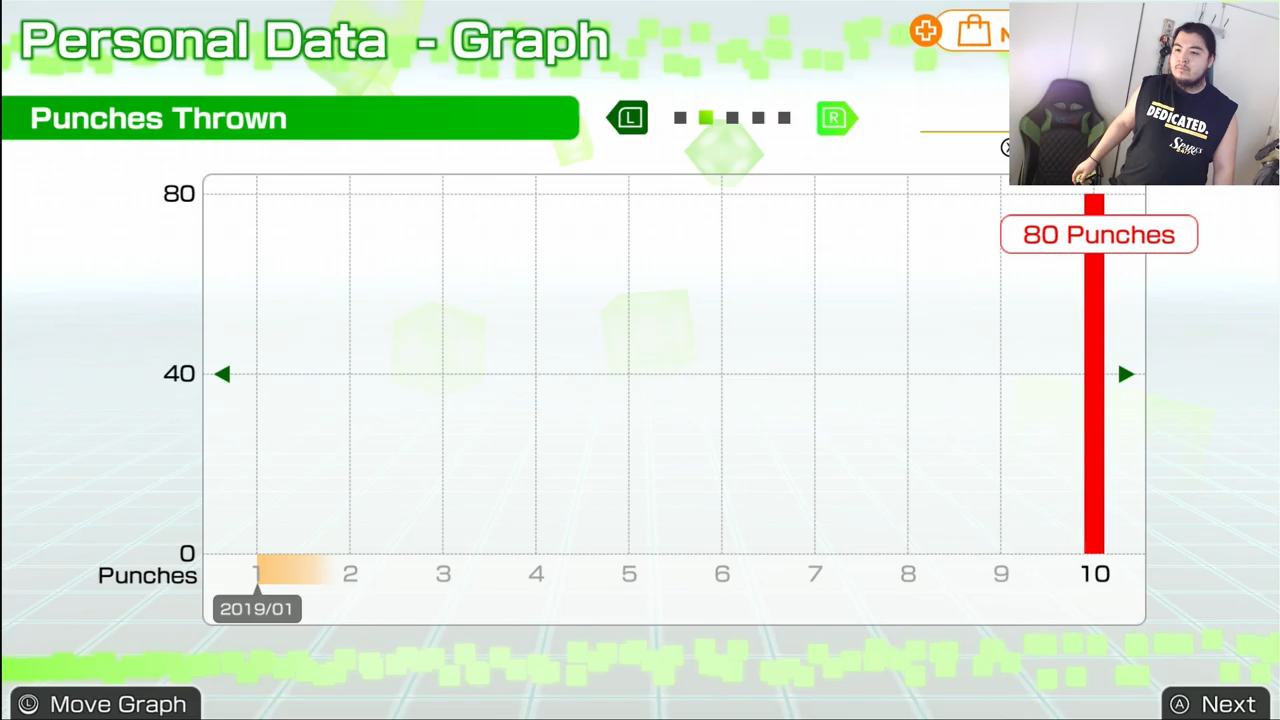 Personal Data - Graph
N
Punches Thrown
L
R
DEDICATED.
80
80 Punches
40
0
Punches
1 2 3 4 5 6 7 8 9 10
2019/01
L Move Graph
A Next